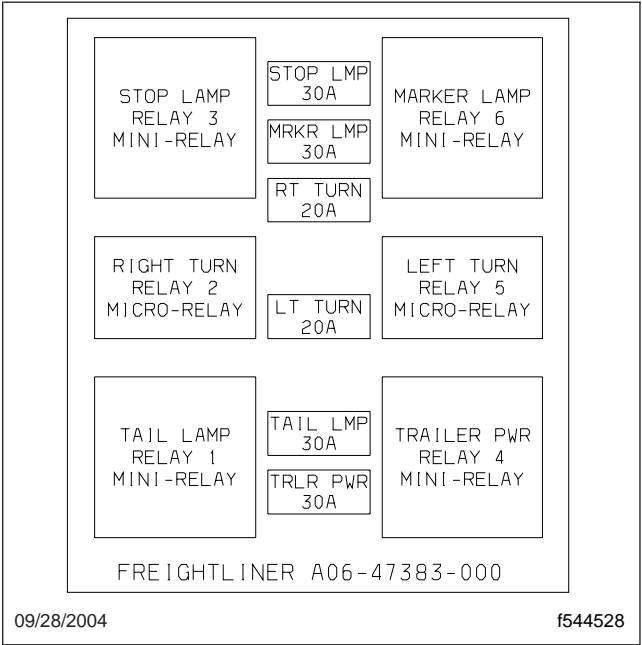 STOP LAMP
RELAY 3
MINI-RELAY
STOP LMP
30A
MARKER LAMP
RELAY 6
MINI-RELAY
MRKR LMP
30A
RT TURN
20A
RIGHT TURN
RELAY 2
MICRO-RELAY
LEFT TURN
RELAY 5
MICRO-RELAY
LT TURN
20A
TAIL LAMP
RELAY 1
MINI-RELAY
TAIL LMP
30A
TRAILER PWR
RELAY 4
MINI-RELAY
TRLR PWR
30A
FREIGHTLINER A06-47383-000
09/28/2004
f544528